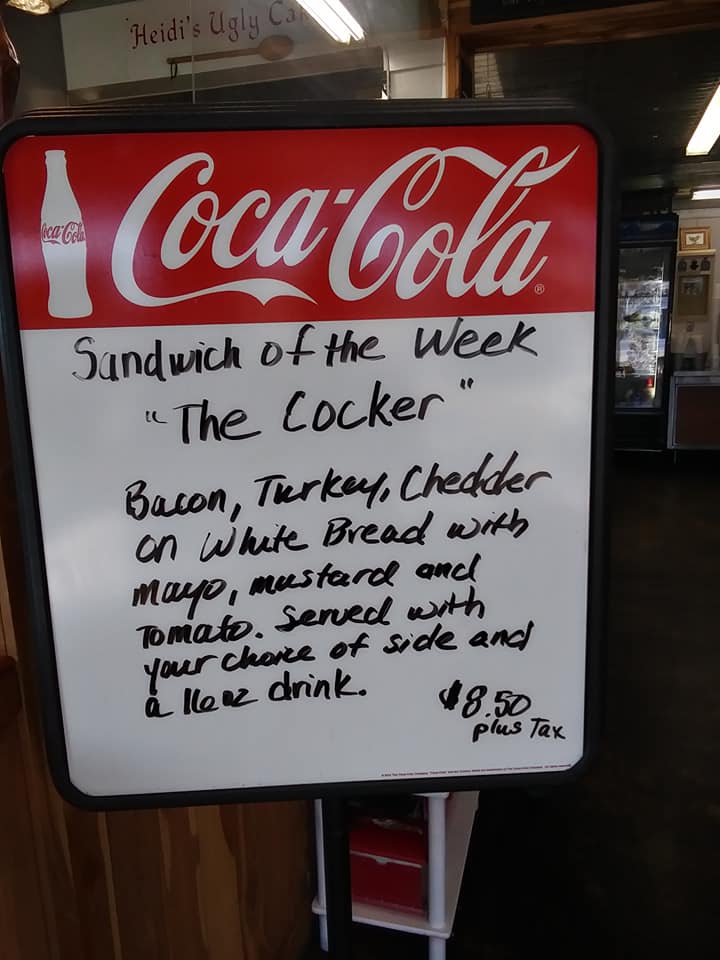 Heidi's Ugly
Coca-Cola
Coca-Cola®
Sandwich of the Week
"The Cocker"
Bacon, Turkey, Chedder
on White Bread with
mayo, mustard and
Tomato. Served with
your choice of side and
a 16oz drink.
$8.50
plus Tax